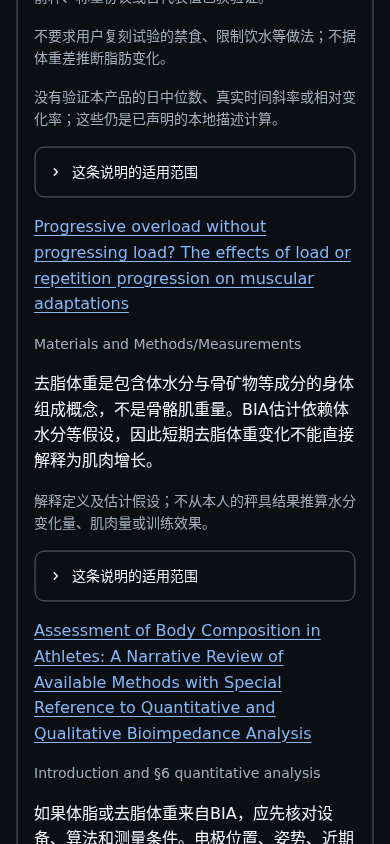 不要求用户复刻试验的禁食、限制饮水等做法；不据
体重差推断脂肪变化。
没有验证本产品的日中位数、真实时间斜率或相对变
化率；这些仍是已声明的本地描述计算。
这条说明的适用范围
Progressive overload without
progressing load? The effects of load or
repetition progression on muscular
adaptations
Materials and Methods/Measurements
去脂体重是包含体水分与骨矿物等成分的身体
组成概念，不是骨骼肌重量。BIA估计依赖体
水分等假设，因此短期去脂体重变化不能直接
解释为肌肉增长。
解释定义及估计假设；不从本人的秤具结果推算水分
变化量、肌肉量或训练效果。
这条说明的适用范围
Assessment of Body Composition in
Athletes: A Narrative Review of
Available Methods with Special
Reference to Quantitative and
Qualitative Bioimpedance Analysis
Introduction and §6 quantitative analysis
如果体脂或去脂体重来自BIA，应先核对设
备、算法和测量条件。电极位置、姿势、近期